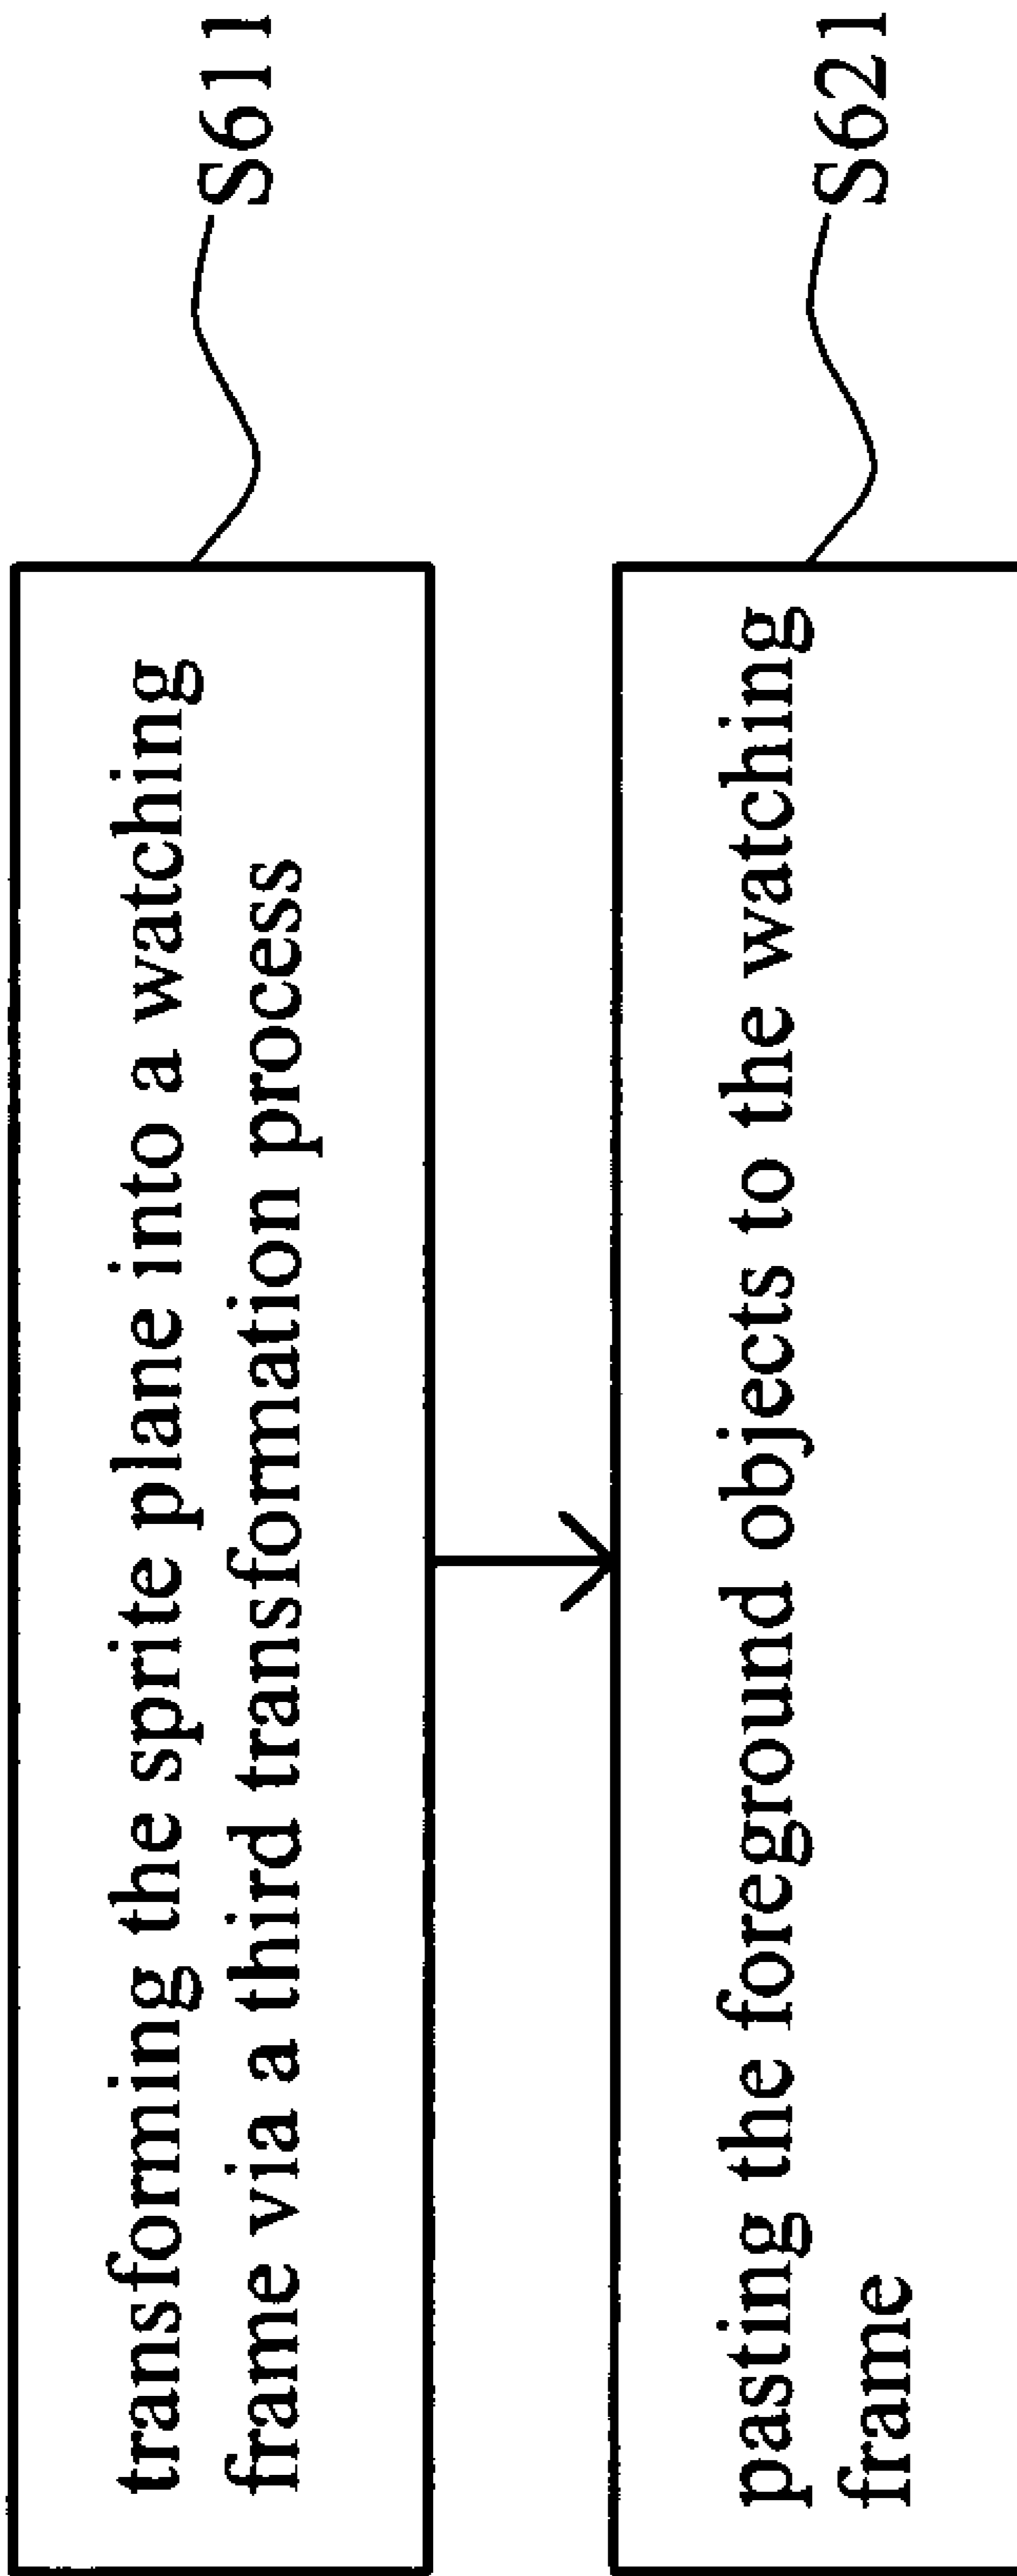 transforming the sprite plane into a watching
frame via a third transformation process
S611
pasting the foreground objects to the watching
frame
S621